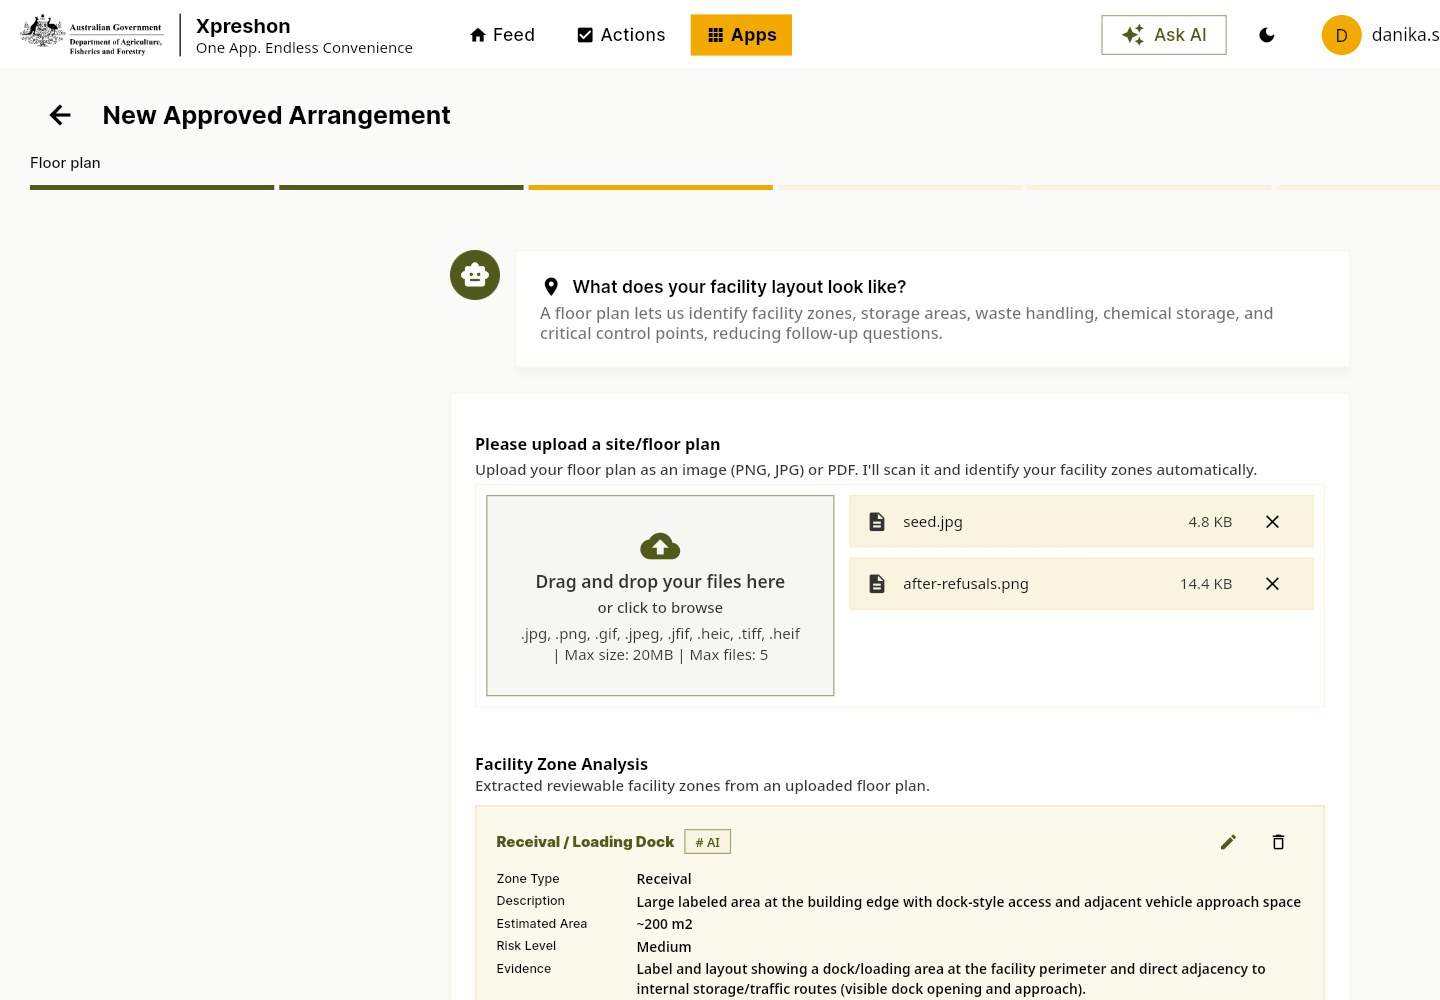 Australian Government
Department of Agriculture,
Fisheries and Forestry
Xpreshon
One App. Endless Convenience
Feed
Actions
Apps
Ask AI
D
danika.s
New Approved Arrangement
Floor plan
What does your facility layout look like?
A floor plan lets us identify facility zones, storage areas, waste handling, chemical storage, and
critical control points, reducing follow-up questions.
Please upload a site/floor plan
Upload your floor plan as an image (PNG, JPG) or PDF. I'll scan it and identify your facility zones automatically.
Drag and drop your files here
or click to browse
.jpg, .png, .gif, .jpeg, .jfif, .heic, .tiff, .heif
| Max size: 20MB | Max files: 5
seed.jpg
4.8 KB
after-refusals.png
14.4 KB
Facility Zone Analysis
Extracted reviewable facility zones from an uploaded floor plan.
Receival / Loading Dock
# AI
Zone Type
Receival
Description
Large labeled area at the building edge with dock-style access and adjacent vehicle approach space
Estimated Area
~200 m2
Risk Level
Medium
Evidence
Label and layout showing a dock/loading area at the facility perimeter and direct adjacency to
internal storage/traffic routes (visible dock opening and approach).